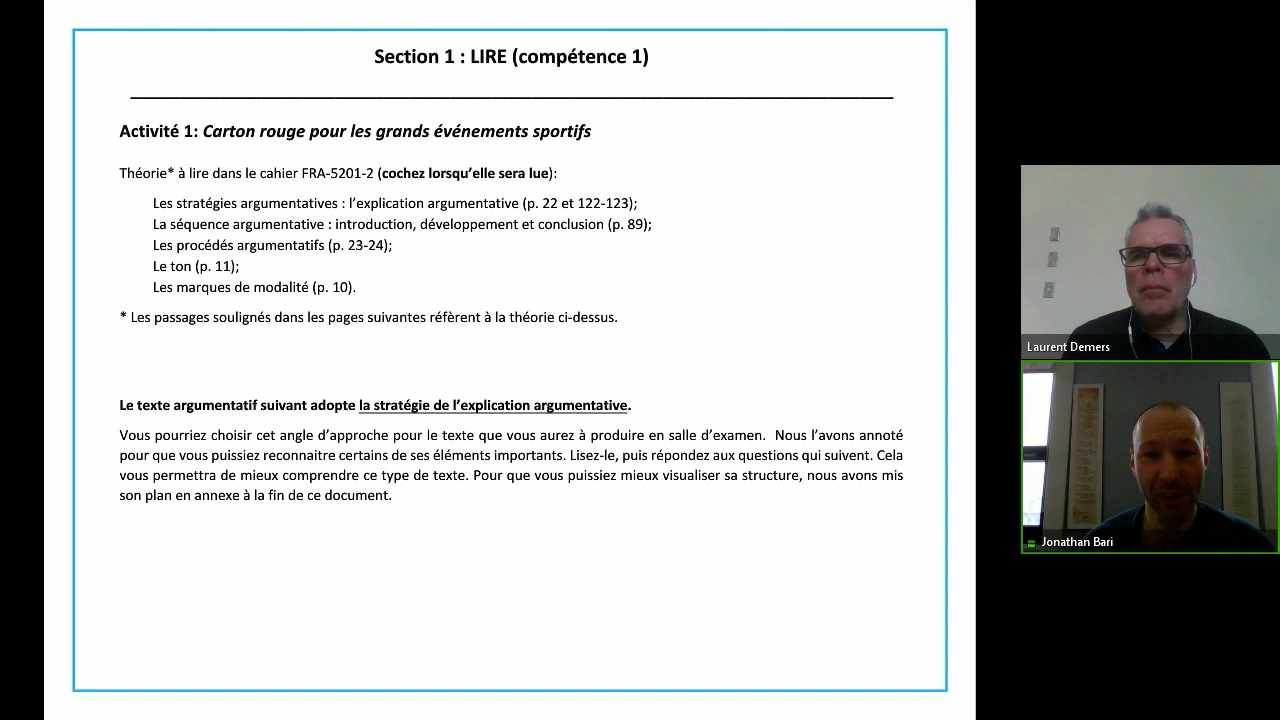 Section 1 : LIRE (compétence 1)
Activité 1: Carton rouge pour les grands événements sportifs
Théorie* à lire dans le cahier FRA-5201-2 (cochez lorsqu’elle sera lue):
Les stratégies argumentatives : l’explication argumentative (p. 22 et 122-123);
La séquence argumentative : introduction, développement et conclusion (p. 89);
Les procédés argumentatifs (p. 23-24);
Le ton (p. 11);
Les marques de modalité (p. 10).
* Les passages soulignés dans les pages suivantes réfèrent à la théorie ci-dessus.
Le texte argumentatif suivant adopte la stratégie de l’explication argumentative.
Vous pourriez choisir cet angle d’approche pour le texte que vous aurez à produire en salle d’examen. Nous l’avons annoté
pour que vous puissiez reconnaitre certains de ses éléments importants. Lisez-le, puis répondez aux questions qui suivent. Cela
vous permettra de mieux comprendre ce type de texte. Pour que vous puissiez mieux visualiser sa structure, nous avons mis
son plan en annexe à la fin de ce document.
Laurent Demers
Jonathan Bari